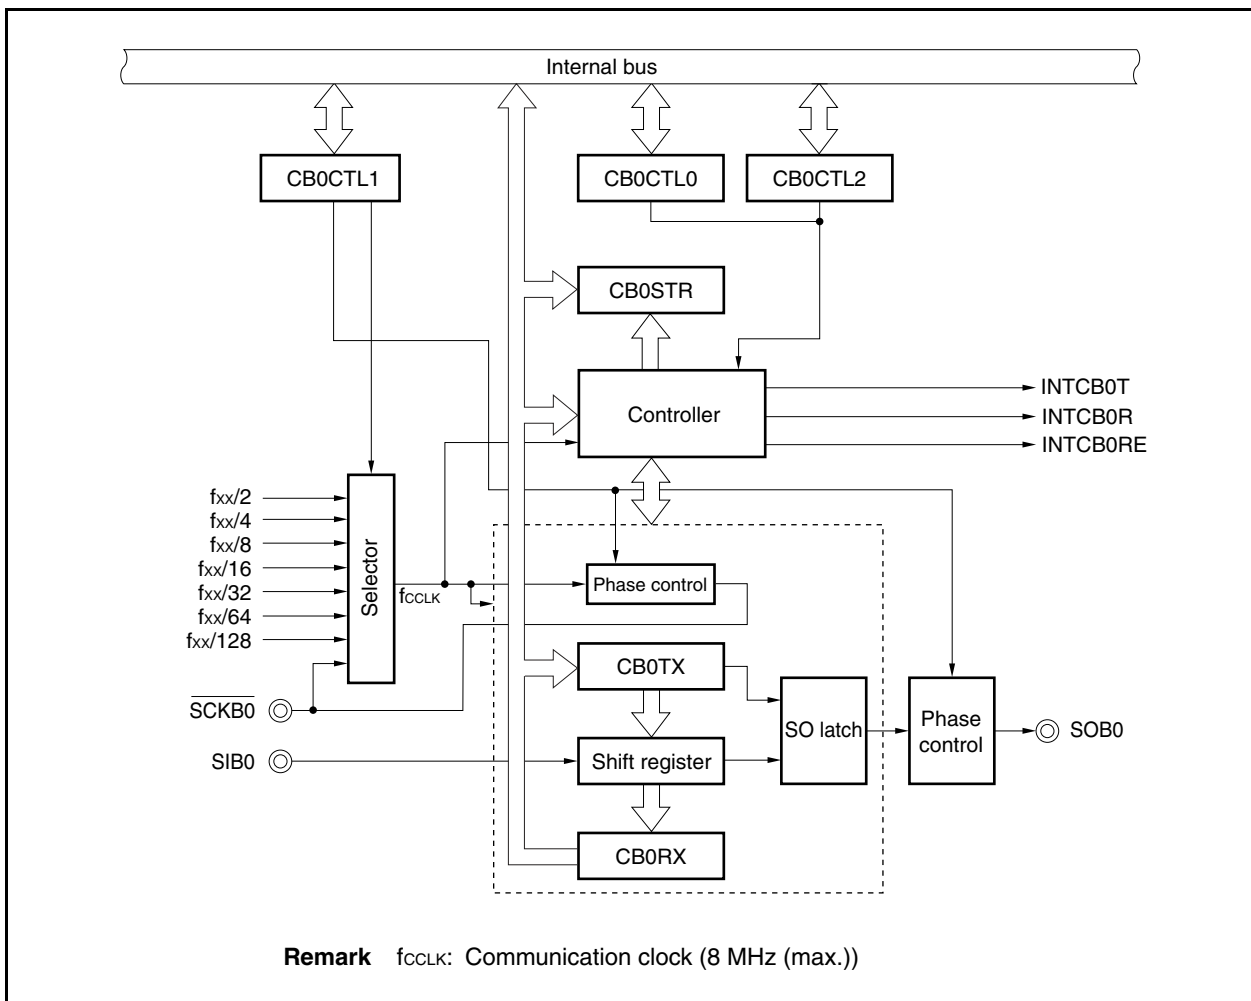 Internal bus
CB0CTL1
CB0CTL0
CB0CTL2
CB0STR
Controller
INTCB0T
INTCB0R
INTCB0RE
fxx/2
fxx/4
fxx/8
fxx/16
fxx/32
fxx/64
fxx/128
Selector
fCCLK
Phase control
CB0TX
SCKB0
SO latch
Phase
control
SOB0
SIB0
Shift register
CB0RX
Remark fCCLK: Communication clock (8 MHz (max.))